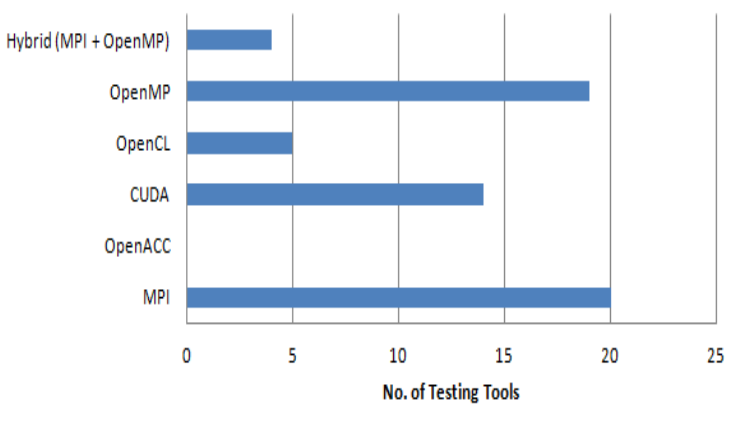 Hybrid (MPI + OpenMP)
OpenMP
OpenCL
CUDA
OpenACC
MPI
0 5 10 15 20 25
No. of Testing Tools